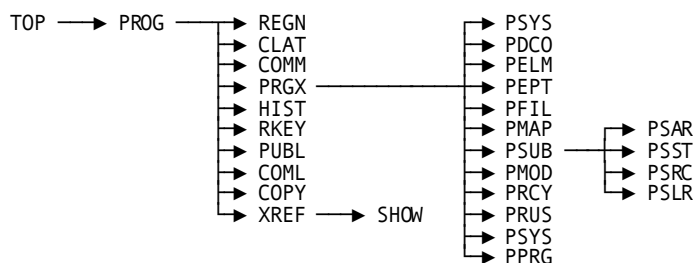 TOP PROG REGN PSYS
CLAT PDCO
COMM PELM
PRGX PEPT
HIST PFIL
RKEY PMAP PSAR
PUBL PSUB PSST
COML PMOD PSRC
COPY PRCY PSLR
XREF SHOW PRUS
PSYS
PPRG